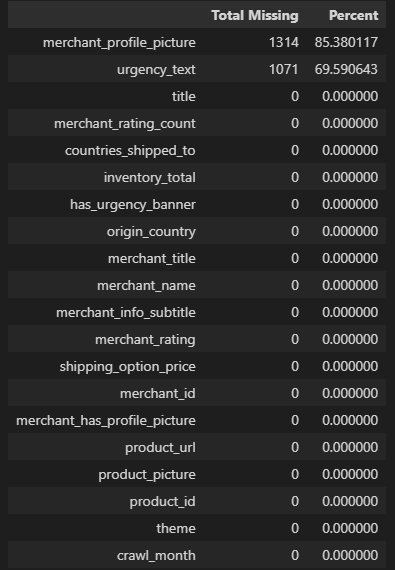 Total Missing Percent
merchant_profile_picture 1314 85.380117
urgency_text 1071 69.590643
title 0 0.000000
merchant_rating_count 0 0.000000
countries_shipped_to 0 0.000000
inventory_total 0 0.000000
has_urgency_banner 0 0.000000
origin_country 0 0.000000
merchant_title 0 0.000000
merchant_name 0 0.000000
merchant_info_subtitle 0 0.000000
merchant_rating 0 0.000000
shipping_option_price 0 0.000000
merchant_id 0 0.000000
merchant_has_profile_picture 0 0.000000
product_url 0 0.000000
product_picture 0 0.000000
product_id 0 0.000000
theme 0 0.000000
crawl_month 0 0.000000